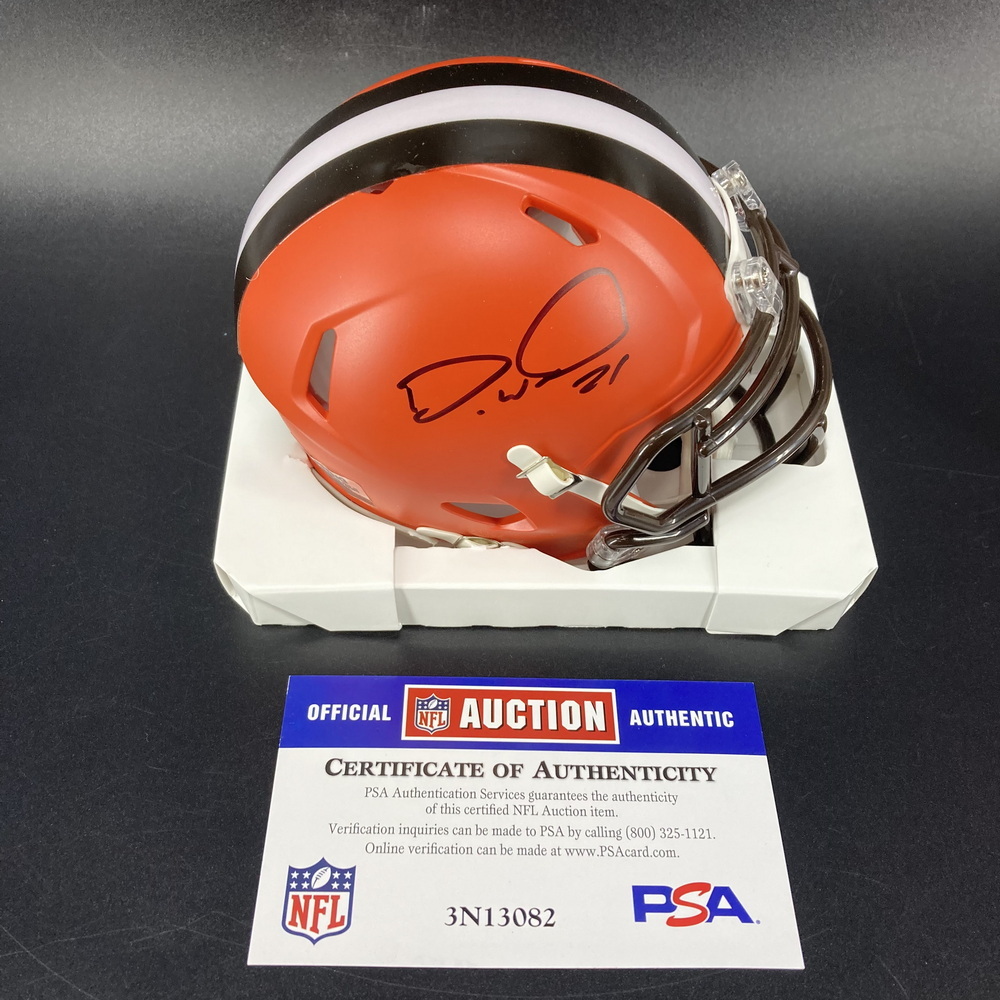 D. W 21
OFFICIAL NFL AUCTION AUTHENTIC
CERTIFICATE OF AUTHENTICITY
PSA Authentication Services guarantees the authenticity
of this certified NFL Auction item.
Verification inquiries can be made to PSA by calling (800) 325-1121.
Online verification can be made at www.PSAcard.com.
NFL
3N13082
PSA